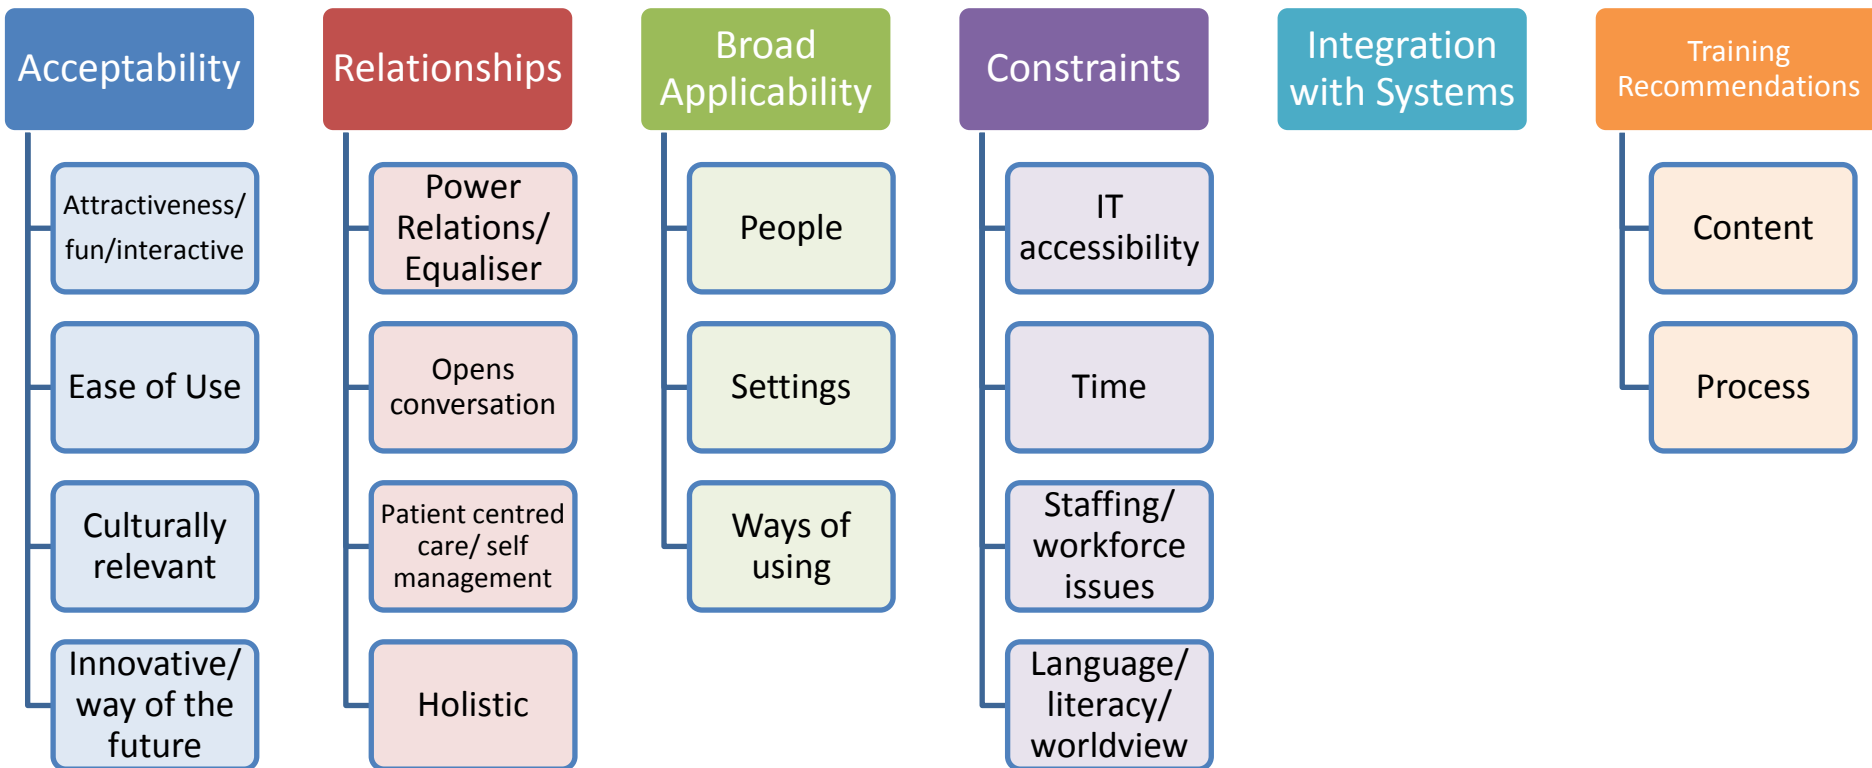 Acceptability
Attractiveness/
fun/interactive
Ease of Use
Culturally
relevant
Innovative/
way of the
future
Relationships
Power
Relations/
Equaliser
Opens
conversation
Patient centred
care/ self
management
Holistic
Broad
Applicability
People
Settings
Ways of
using
Constraints
IT
accessibility
Time
Staffing/
workforce
issues
Language/
literacy/
worldview
Integration
with Systems
Training
Recommendations
Content
Process